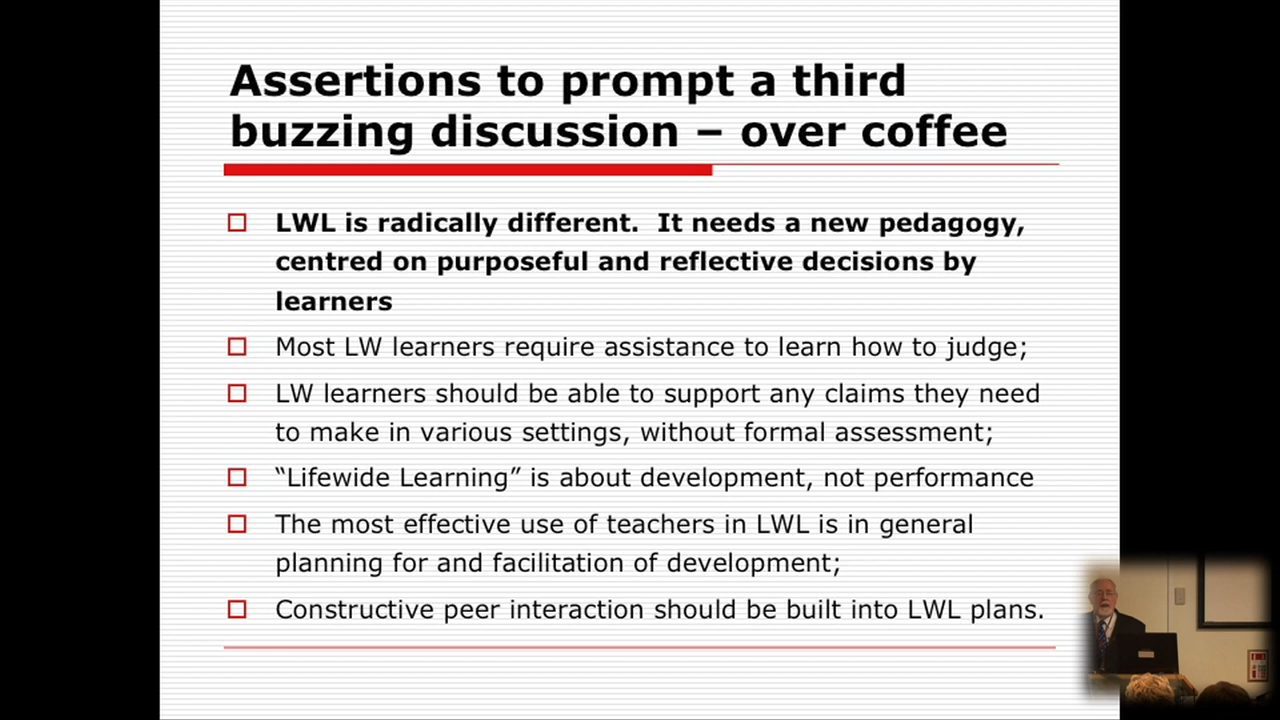 Assertions to prompt a third
buzzing discussion – over coffee
LWL is radically different.  It needs a new pedagogy,
centred on purposeful and reflective decisions by
learners
Most LW learners require assistance to learn how to judge;
LW learners should be able to support any claims they need
to make in various settings, without formal assessment;
“Lifewide Learning” is about development, not performance
The most effective use of teachers in LWL is in general
planning for and facilitation of development;
Constructive peer interaction should be built into LWL plans.